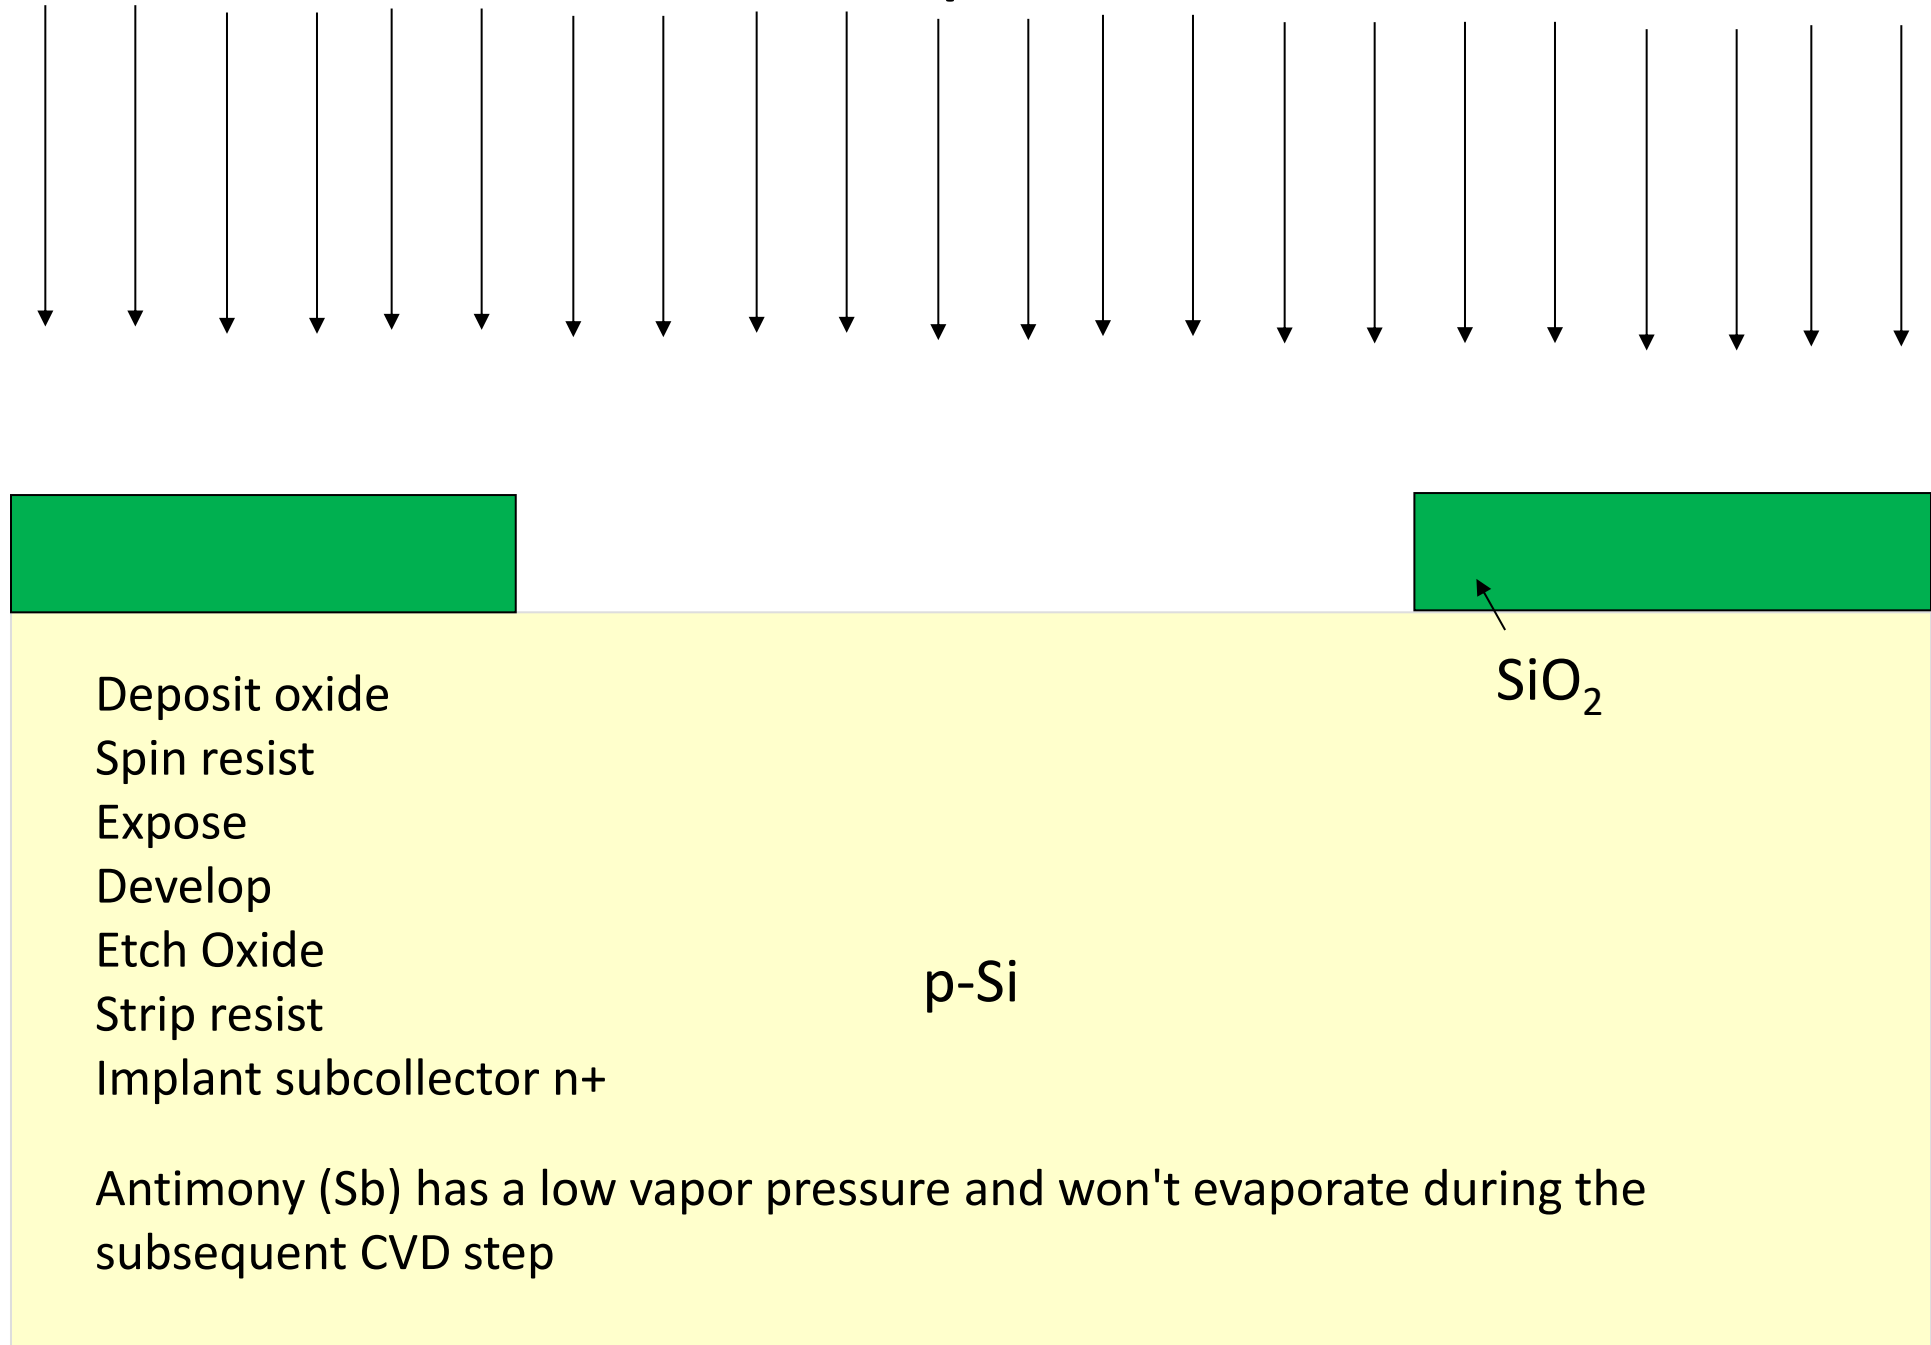 SiO₂
Deposit oxide
Spin resist
Expose
Develop
Etch Oxide
Strip resist
p-Si
Implant subcollector n+
Antimony (Sb) has a low vapor pressure and won't evaporate during the
subsequent CVD step